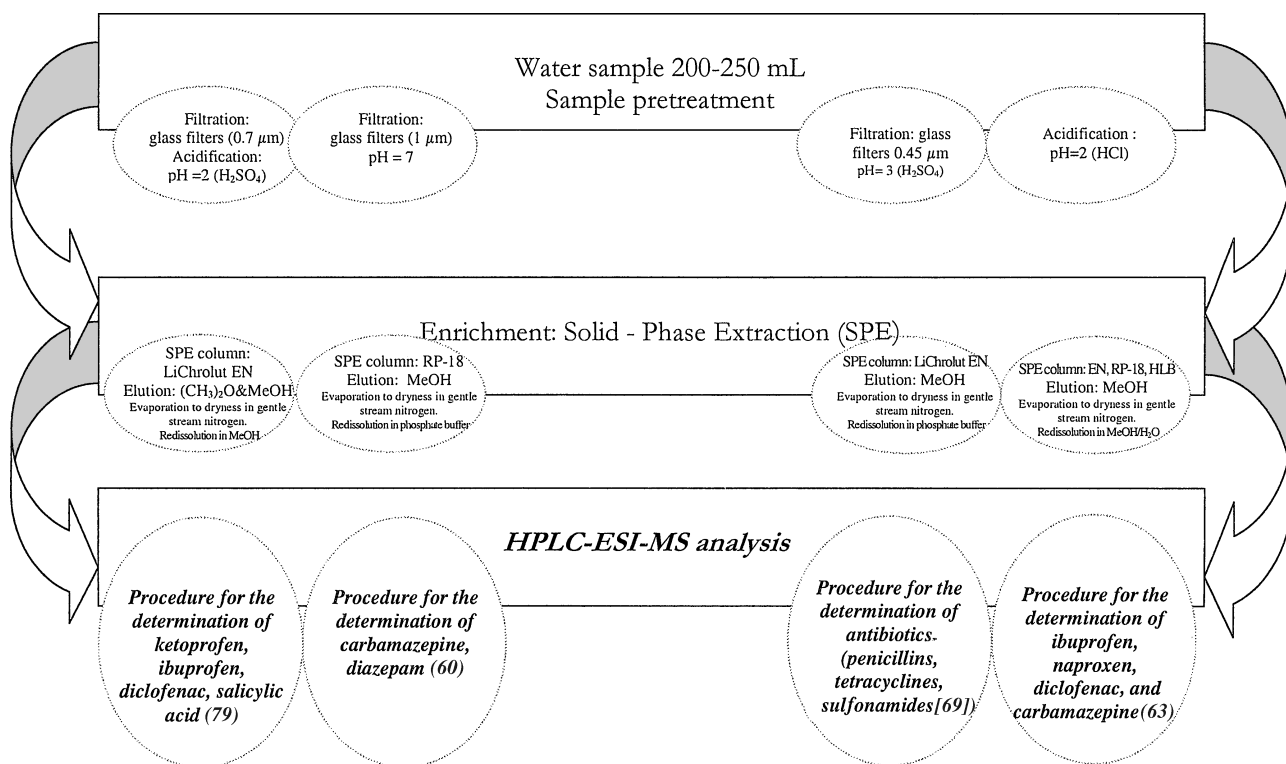 Water sample 200-250 mL
Sample pretreatment
Filtration:
glass filters (0.7 µm)
Acidification:
pH =2 (H₂SO₄)
Filtration:
glass filters (1 µm)
pH = 7
Filtration: glass
filters 0.45 µm
pH= 3 (H₂SO₄)
Acidification :
pH=2 (HCl)
Enrichment: Solid - Phase Extraction (SPE)
SPE column:
LiChrolut EN
Elution: (CH₃)₂O&MeOH
Evaporation to dryness in gentle
stream nitrogen.
Redissolution in MeOH
SPE column: RP-18
Elution: MeOH
Evaporation to dryness in gentle
stream nitrogen.
Redissolution in phosphate buffer
SPE column: LiChrolut EN
Elution: MeOH
Evaporation to dryness in gentle
stream nitrogen.
Redissolution in phosphate buffer
SPE column: EN, RP-18, HLB
Elution: MeOH
Evaporation to dryness in gentle
stream nitrogen.
Redissolution in MeOH/H₂O
HPLC-ESI-MS analysis
Procedure for the
determination of
ketoprofen,
ibuprofen,
diclofenac, salicylic
acid (79)
Procedure for the
determination of
carbamazepine,
diazepam (60)
Procedure for the
determination of
antibiotics-
(penicillins,
tetracyclines,
sulfonamides[69])
Procedure for the
determination of
ibuprofen,
naproxen,
diclofenac, and
carbamazepine(63)